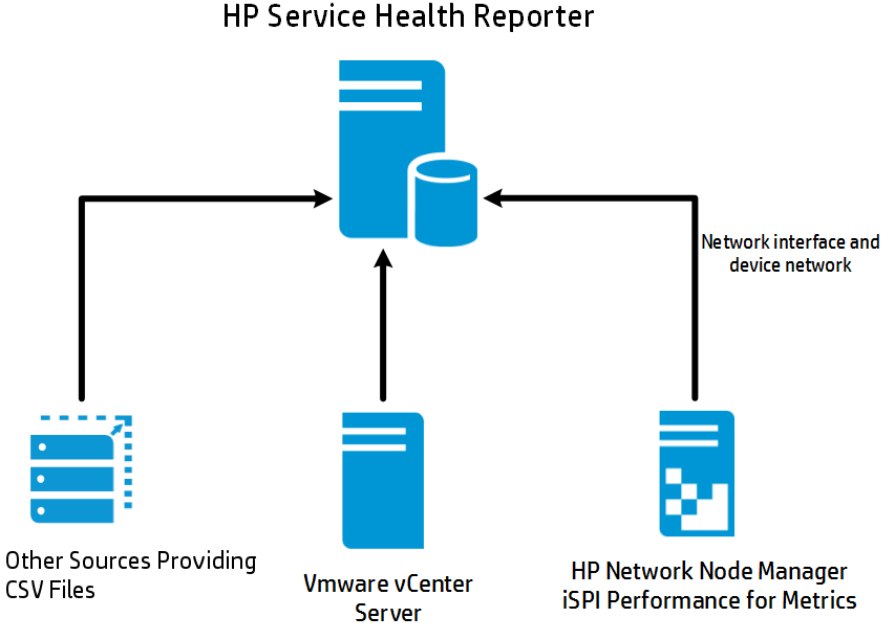 HP Service Health Reporter
Network interface and
device network
Other Sources Providing
CSV Files
Vmware vCenter
Server
HP Network Node Manager
iSPI Performance for Metrics